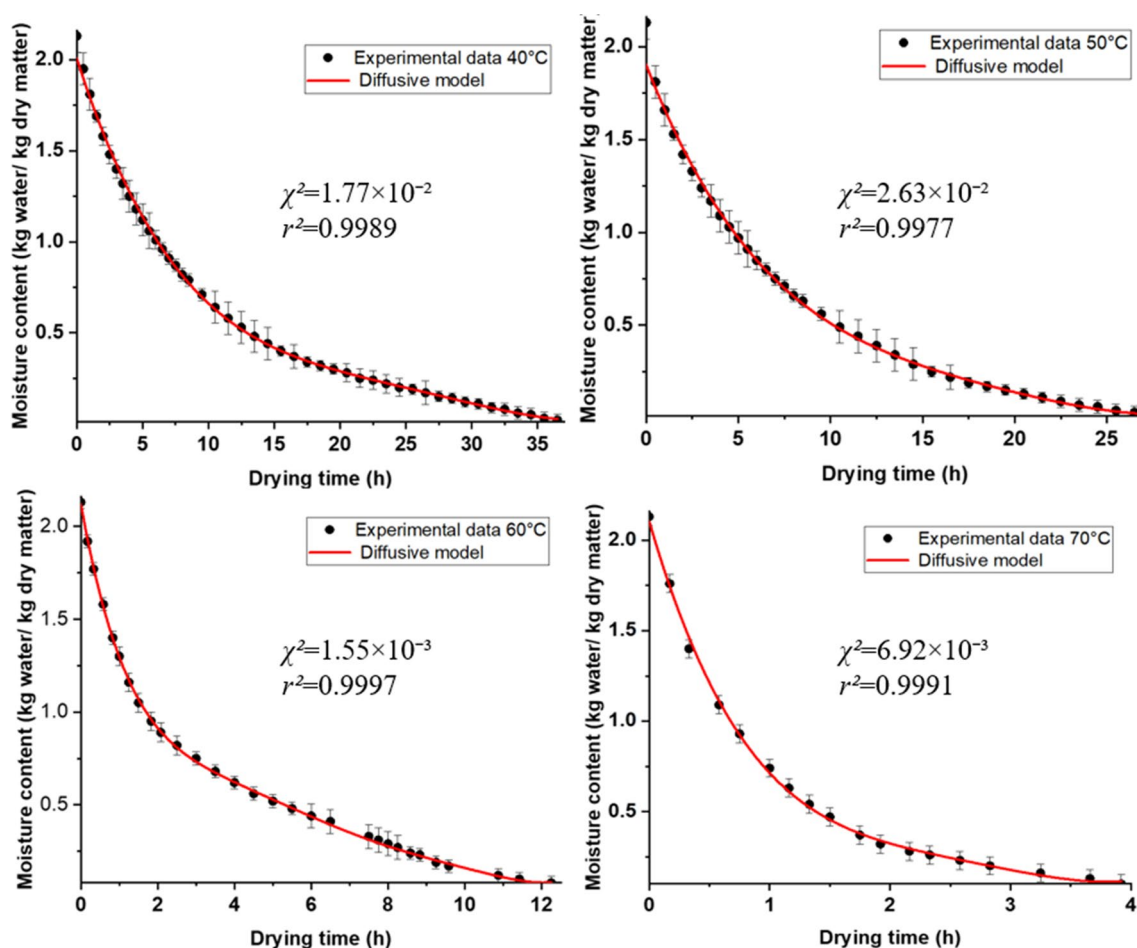 Moisture content (kg water/ kg dry matter)
2.0
1.5
1.0
0.5
Experimental data 40°C
Diffusive model
χ²=1.77×10⁻²
r²=0.9989
0 5 10 15 20 25 30 35
Drying time (h)
Moisture content (kg water/ kg dry matter)
2.0
1.5
1.0
0.5
Experimental data 50°C
Diffusive model
χ²=2.63×10⁻²
r²=0.9977
0 5 10 15 20 25
Drying time (h)
Moisture content (kg water/ kg dry matter)
2.0
1.5
1.0
0.5
Experimental data 60°C
Diffusive model
χ²=1.55×10⁻³
r²=0.9997
0 2 4 6 8 10 12
Drying time (h)
Moisture content (kg water/ kg dry matter)
2.0
1.5
1.0
0.5
Experimental data 70°C
Diffusive model
χ²=6.92×10⁻³
r²=0.9991
0 1 2 3 4
Drying time (h)